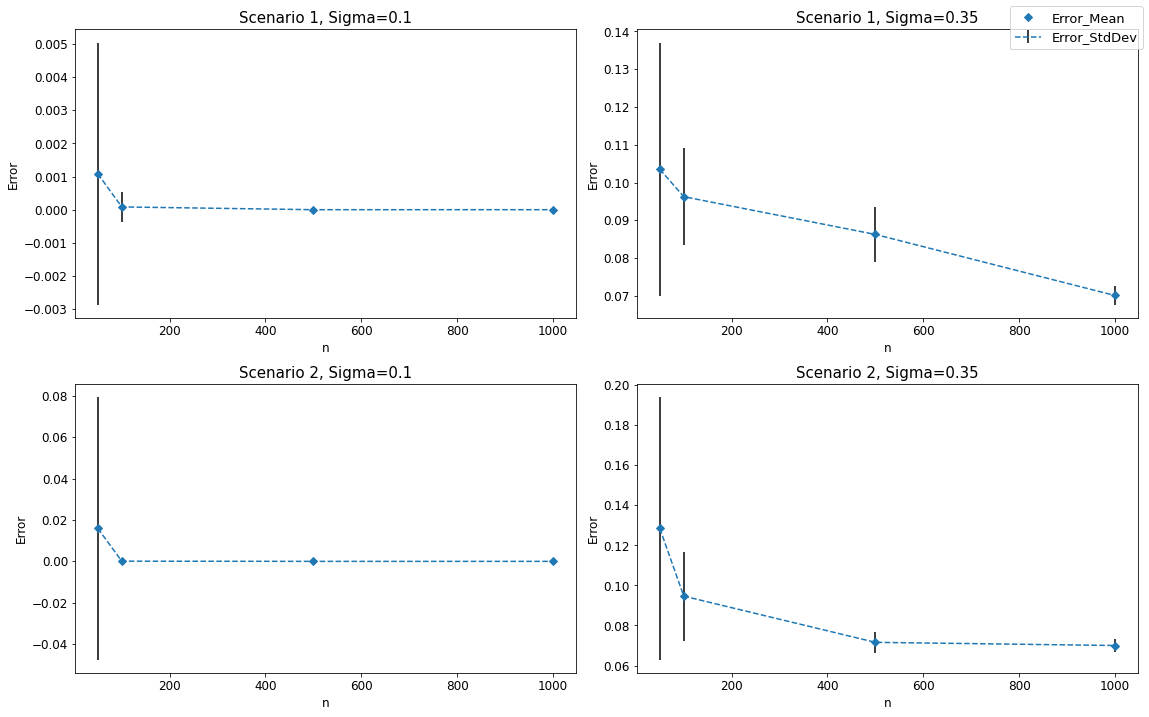 Scenario 1, Sigma=0.1
0.005
0.004
0.003
0.002
0.001
0.000
−0.001
−0.002
−0.003
Error
200 400 600 800 1000
n
Scenario 1, Sigma=0.35
Error_Mean
Error_StdDev
0.14
0.13
0.12
0.11
0.10
0.09
0.08
0.07
Error
200 400 600 800 1000
n
Scenario 2, Sigma=0.1
0.08
0.06
0.04
0.02
0.00
−0.02
−0.04
Error
200 400 600 800 1000
n
Scenario 2, Sigma=0.35
0.20
0.18
0.16
0.14
0.12
0.10
0.08
0.06
Error
200 400 600 800 1000
n